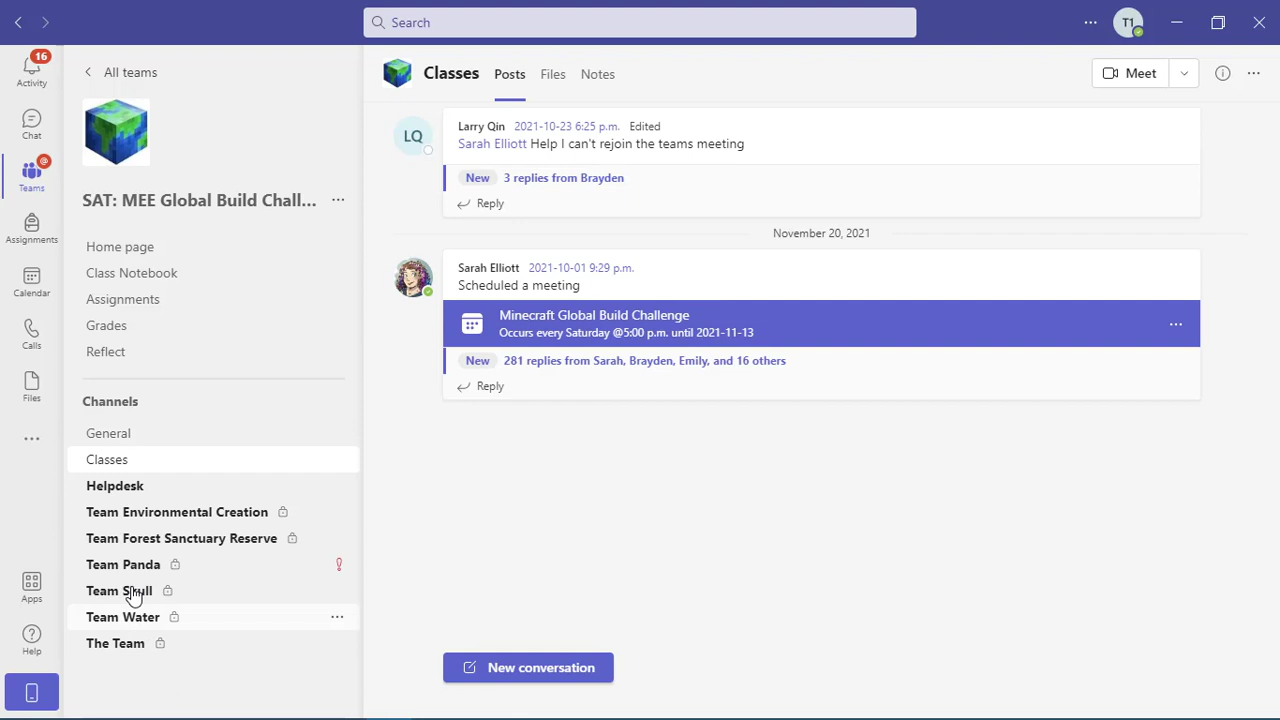 Search
T1
16
Activity
Chat
@
Teams
Assignments
Calendar
Calls
Files
Apps
Help
All teams
SAT: MEE Global Build Chall...
Home page
Class Notebook
Assignments
Grades
Reflect
Channels
General
Classes
Helpdesk
Team Environmental Creation
Team Forest Sanctuary Reserve
Team Panda
Team Skull
Team Water
The Team
Classes
Posts
Files
Notes
Meet
LQ
Larry Qin 2021-10-23 6:25 p.m. Edited
Sarah Elliott Help I can't rejoin the teams meeting
New 3 replies from Brayden
Reply
November 20, 2021
Sarah Elliott 2021-10-01 9:29 p.m.
Scheduled a meeting
Minecraft Global Build Challenge
Occurs every Saturday @5:00 p.m. until 2021-11-13
New 281 replies from Sarah, Brayden, Emily, and 16 others
Reply
New conversation